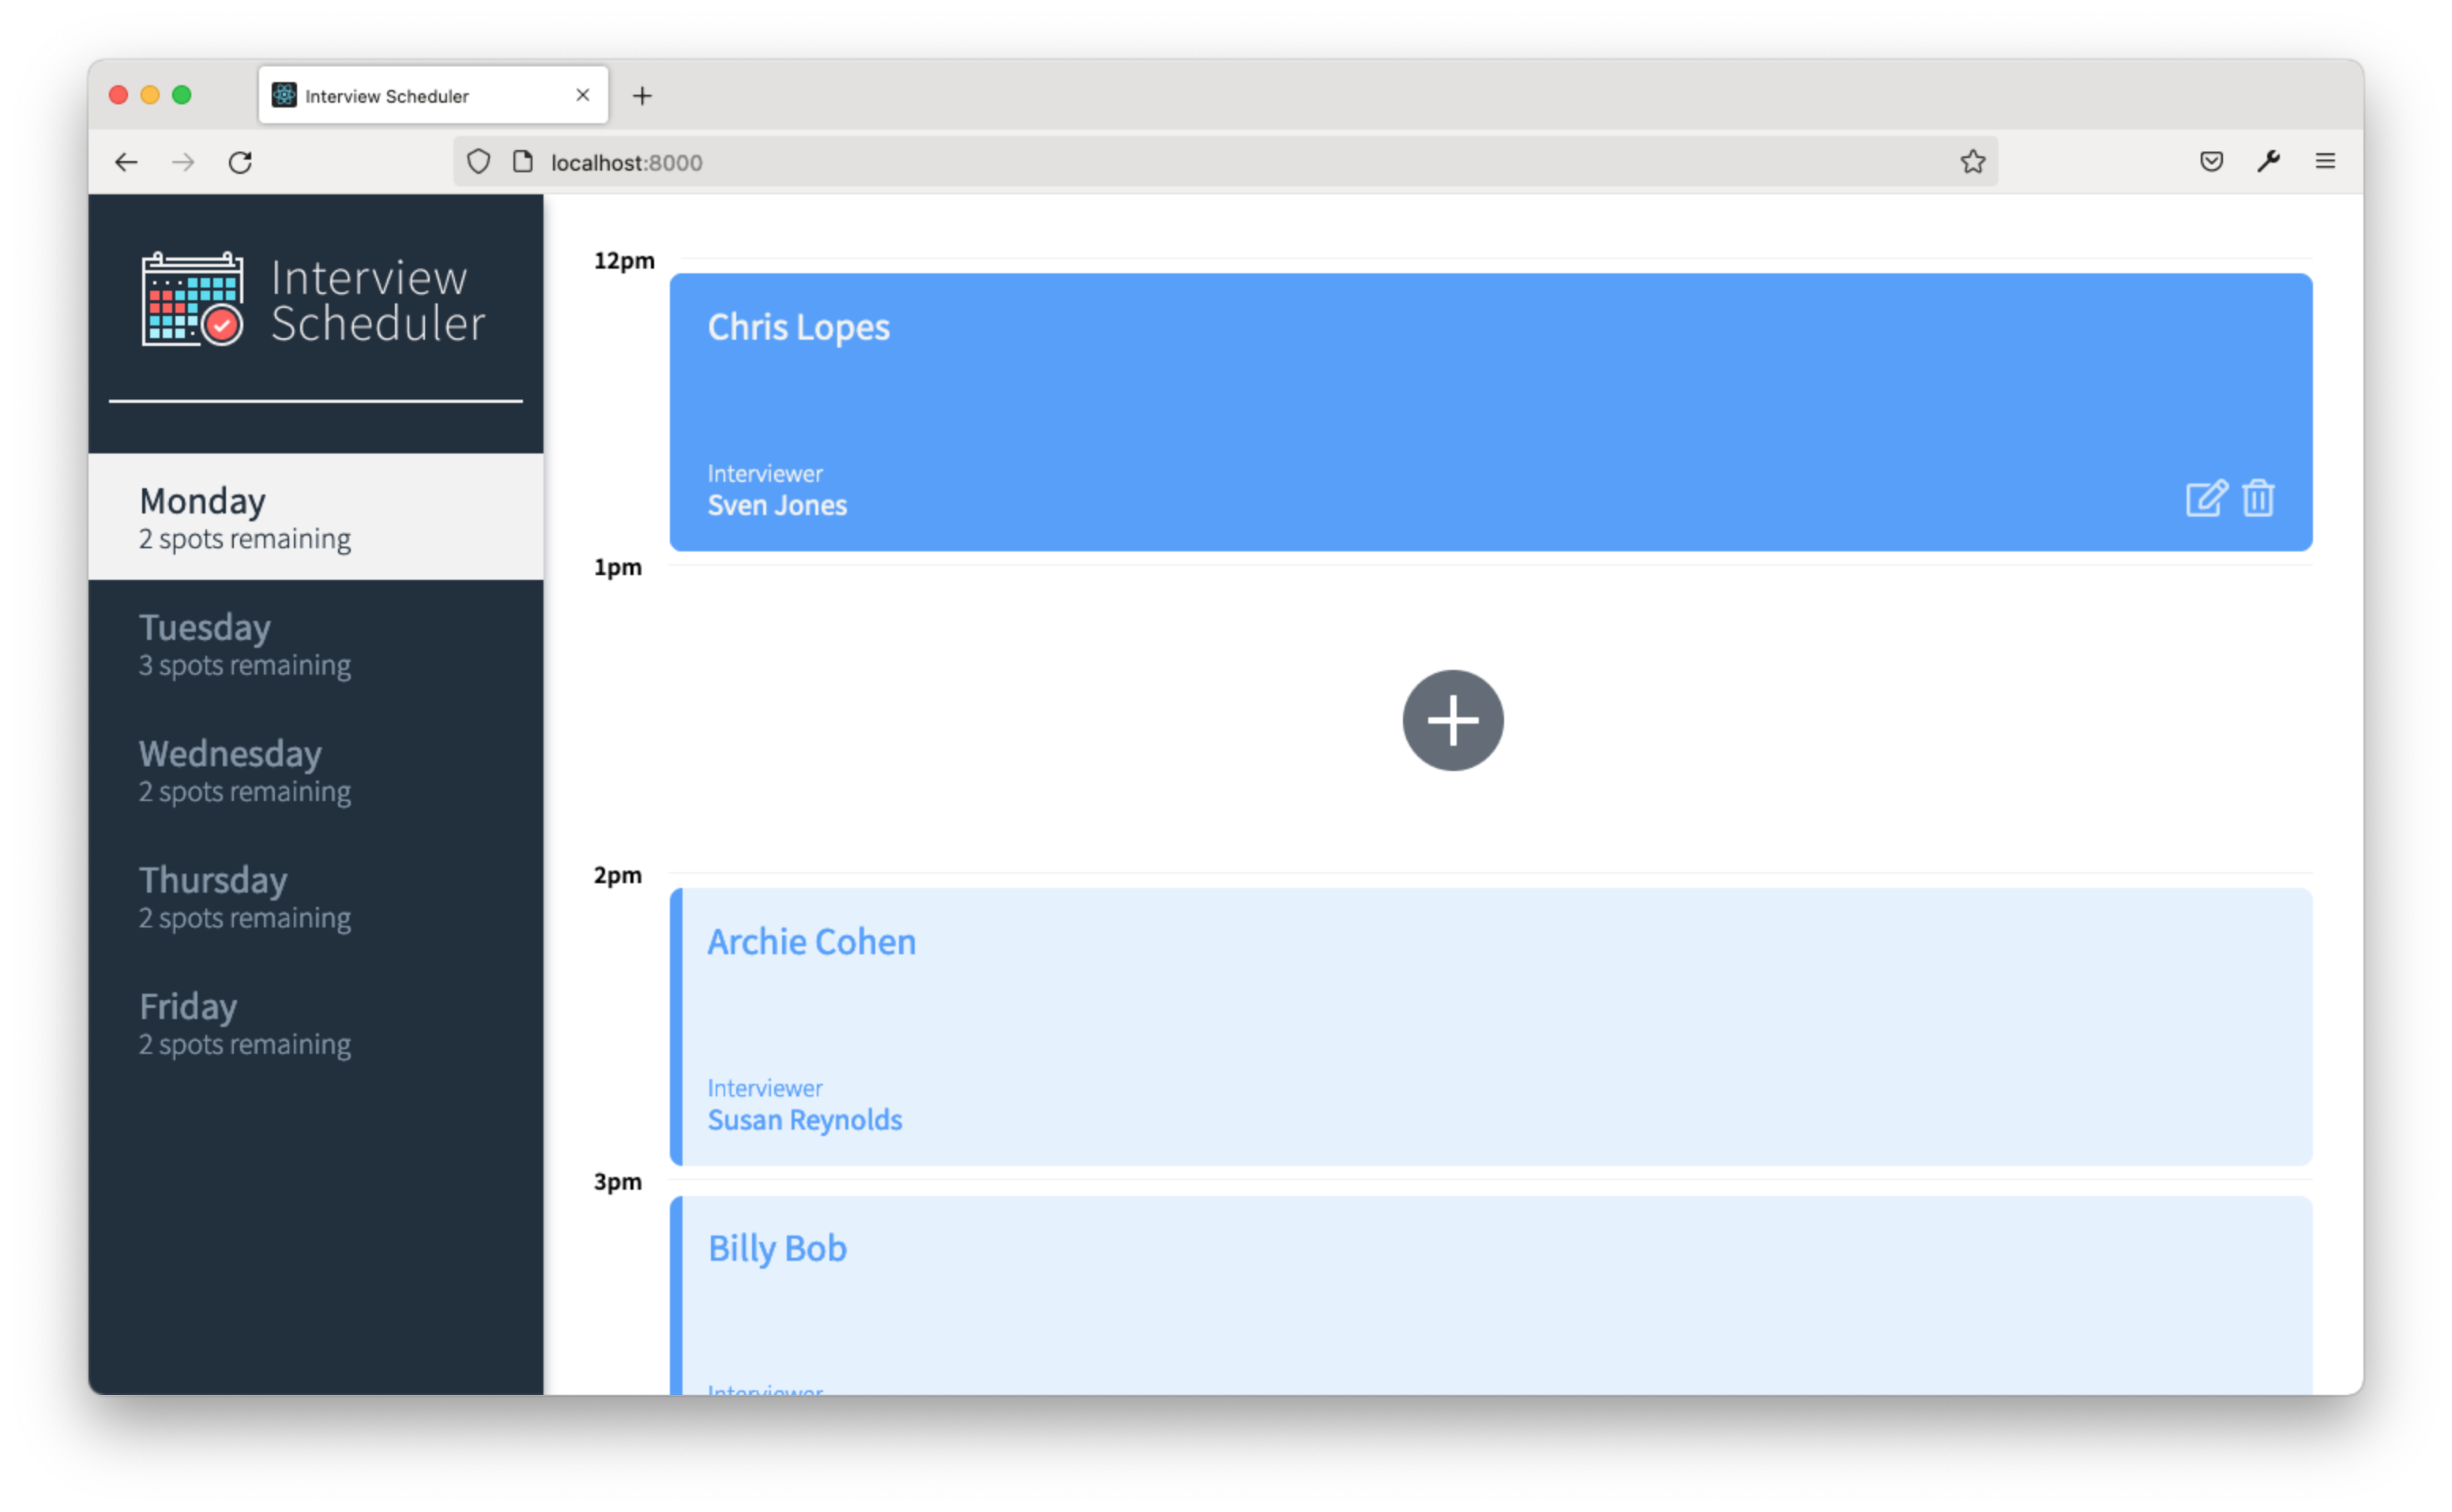 Interview Scheduler
localhost:8000
Interview
Scheduler
Monday
2 spots remaining
Tuesday
3 spots remaining
Wednesday
2 spots remaining
Thursday
2 spots remaining
Friday
2 spots remaining
12pm
Chris Lopes
Interviewer
Sven Jones
1pm
2pm
Archie Cohen
Interviewer
Susan Reynolds
3pm
Billy Bob
Interviewer